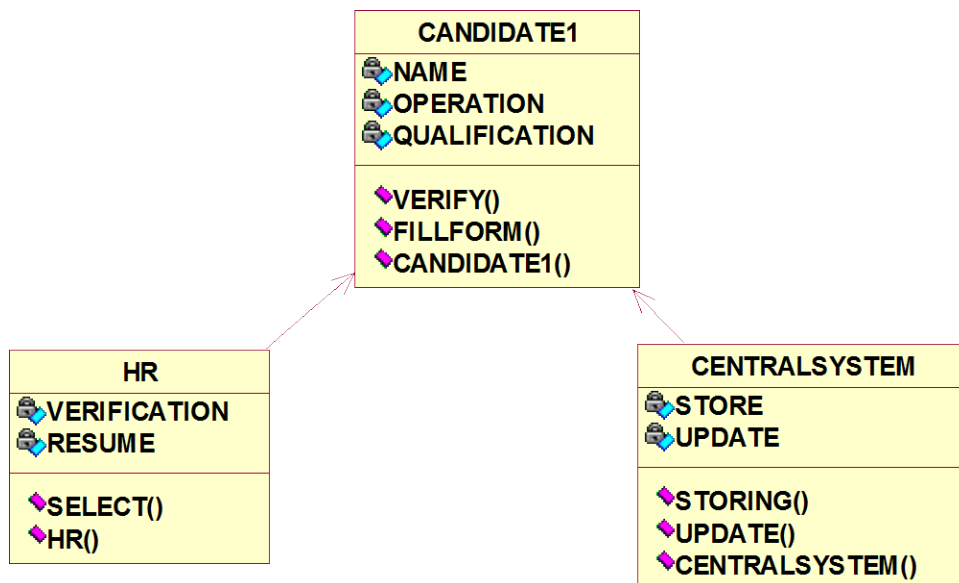 CANDIDATE1
NAME
OPERATION
QUALIFICATION
VERIFY()
FILLFORM()
CANDIDATE1()
HR
VERIFICATION
RESUME
SELECT()
HR()
CENTRALSYSTEM
STORE
UPDATE
STORING()
UPDATE()
CENTRALSYSTEM()